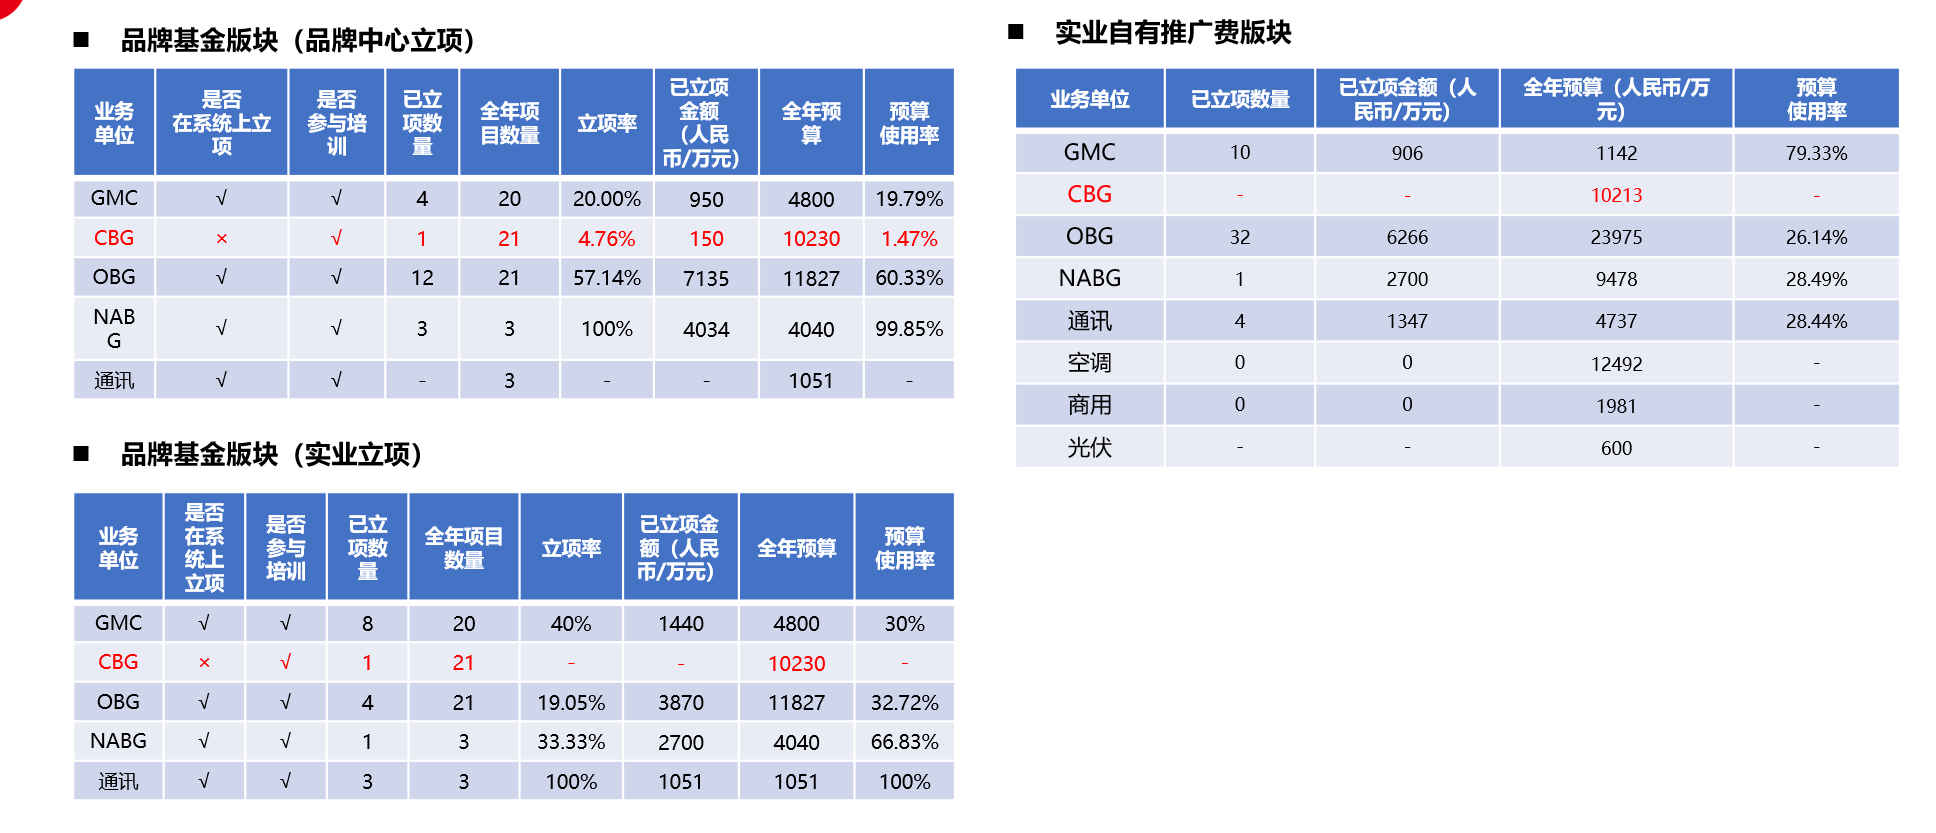 ■ 品牌基金版块（品牌中心立项）
业务
单位
是否
在系统上立
项
是否
参与培
训
已立
项数
量
全年项
目数量
立项率
已立项
金额
（人民
币/万元）
全年预
算
预算
使用率
GMC √ √ 4 20 20.00% 950 4800 19.79%
CBG × √ 1 21 4.76% 150 10230 1.47%
OBG √ √ 12 21 57.14% 7135 11827 60.33%
NAB
G
√ √ 3 3 100% 4034 4040 99.85%
通讯 √ √ - 3 - - 1051 -
■ 品牌基金版块（实业立项）
业务
单位
是否
在系
统上
立项
是否
参与
培训
已立
项数
量
全年项目
数量
立项率
已立项金
额（人民
币/万元）
全年预算
预算
使用率
GMC √ √ 8 20 40% 1440 4800 30%
CBG × √ 1 21 - - 10230 -
OBG √ √ 4 21 19.05% 3870 11827 32.72%
NABG √ √ 1 3 33.33% 2700 4040 66.83%
通讯 √ √ 3 3 100% 1051 1051 100%
■ 实业自有推广费版块
业务单位
已立项数量
已立项金额（人
民币/万元）
全年预算（人民币/万
元）
预算
使用率
GMC 10 906 1142 79.33%
CBG - - 10213 -
OBG 32 6266 23975 26.14%
NABG 1 2700 9478 28.49%
通讯 4 1347 4737 28.44%
空调 0 0 12492 -
商用 0 0 1981 -
光伏 - - 600 -